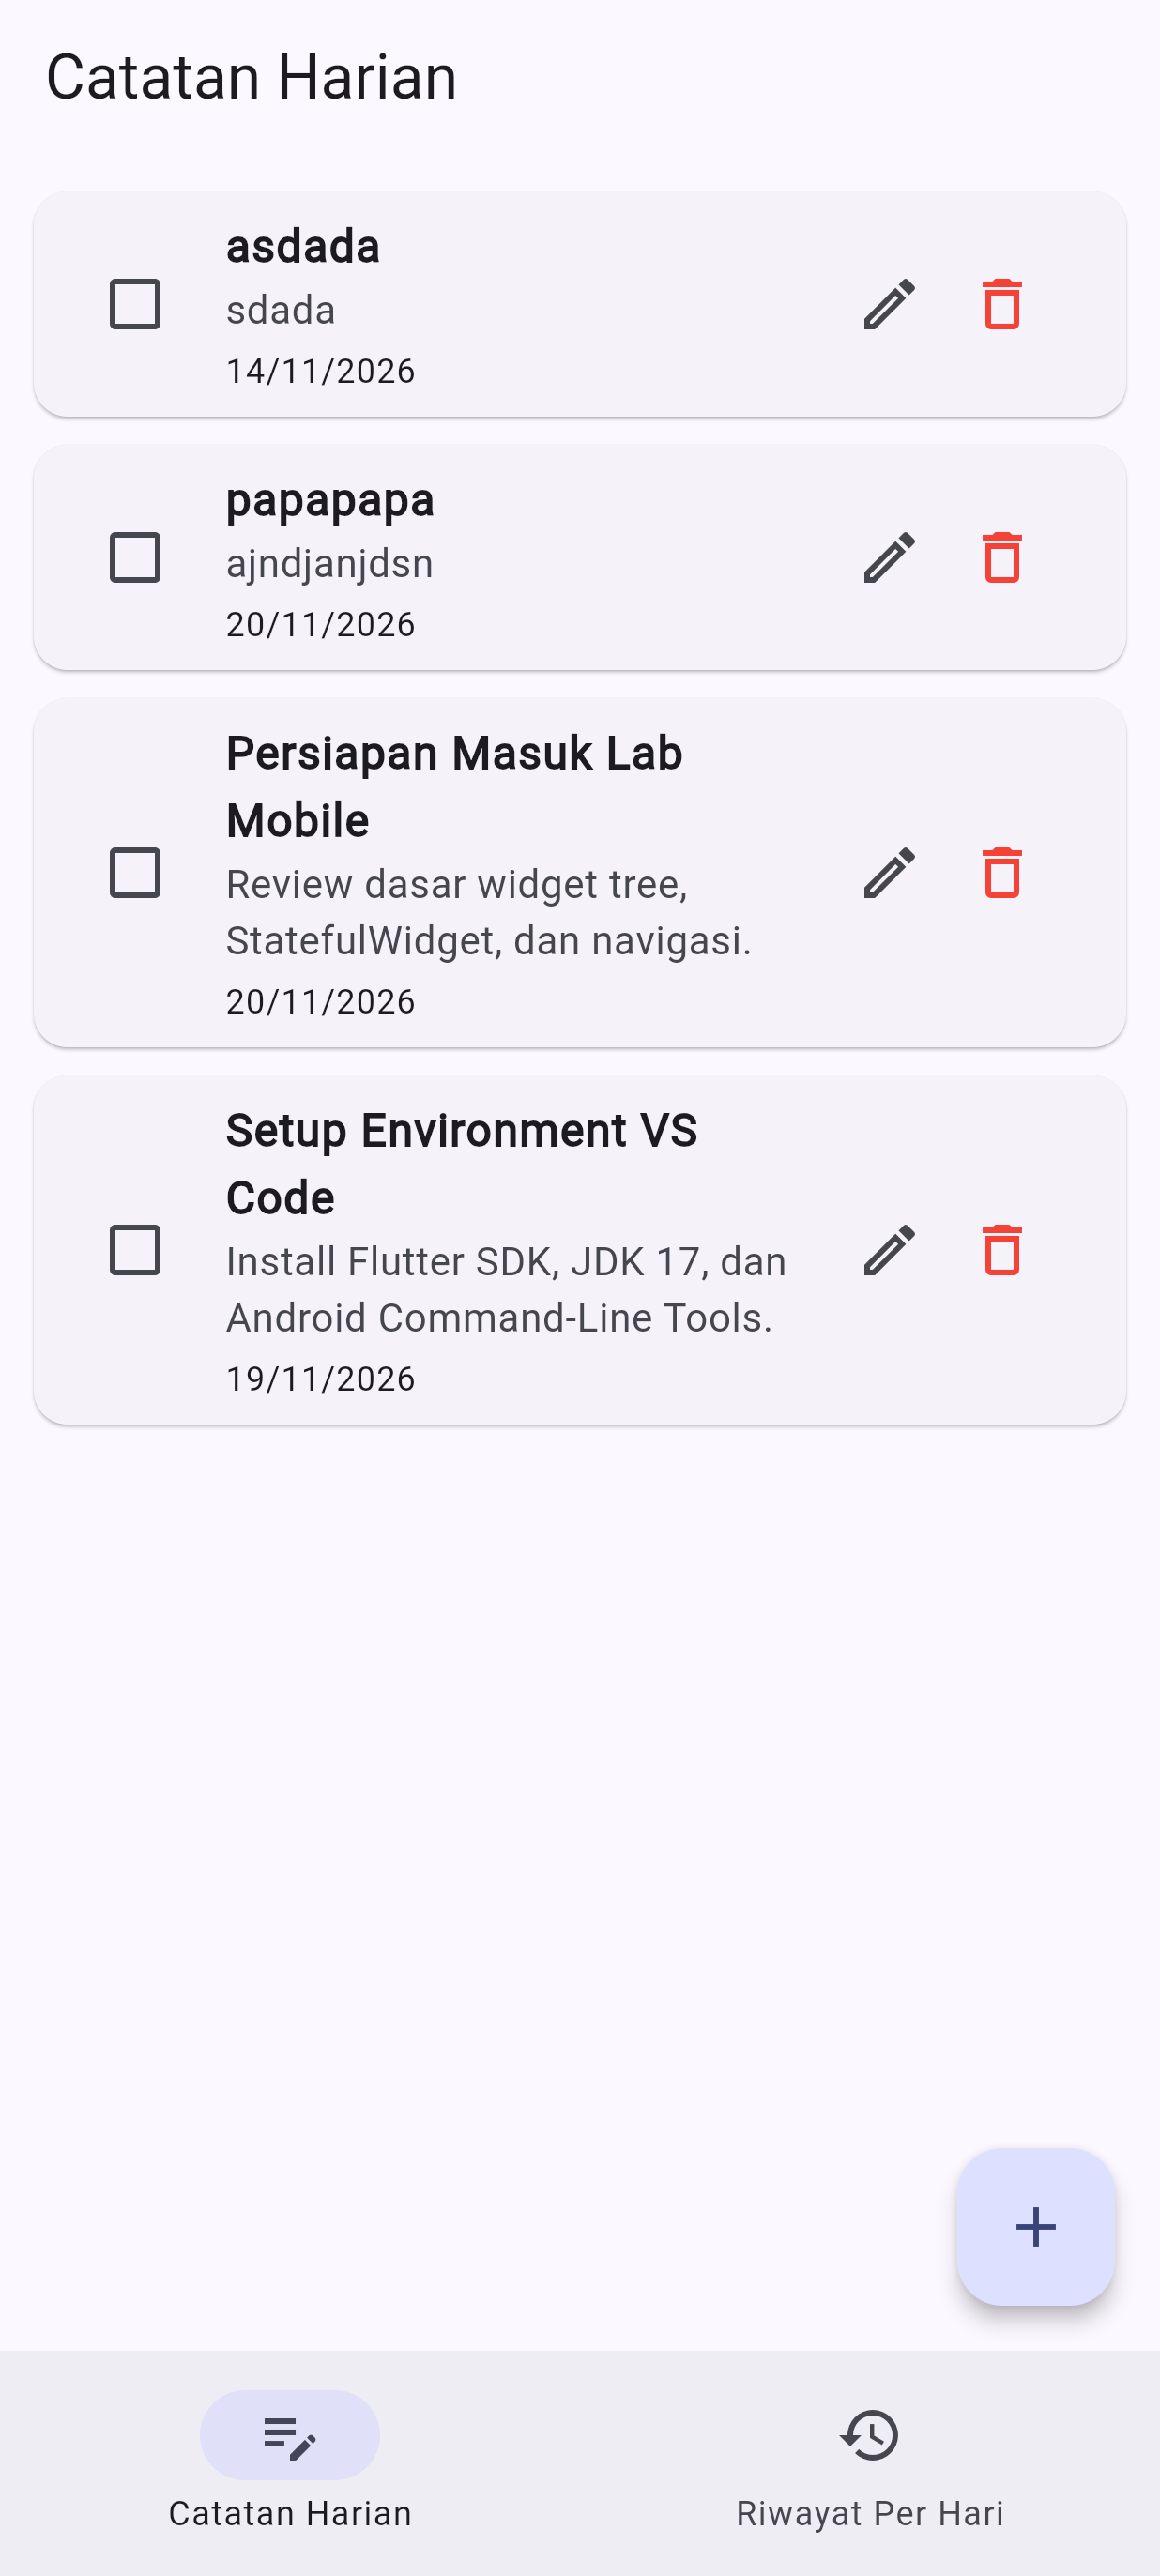 Catatan Harian
asdada
sdada
14/11/2026
papapapa
ajndjanjdsn
20/11/2026
Persiapan Masuk Lab
Mobile
Review dasar widget tree,
StatefulWidget, dan navigasi.
20/11/2026
Setup Environment VS
Code
Install Flutter SDK, JDK 17, dan
Android Command-Line Tools.
19/11/2026
Catatan Harian
Riwayat Per Hari